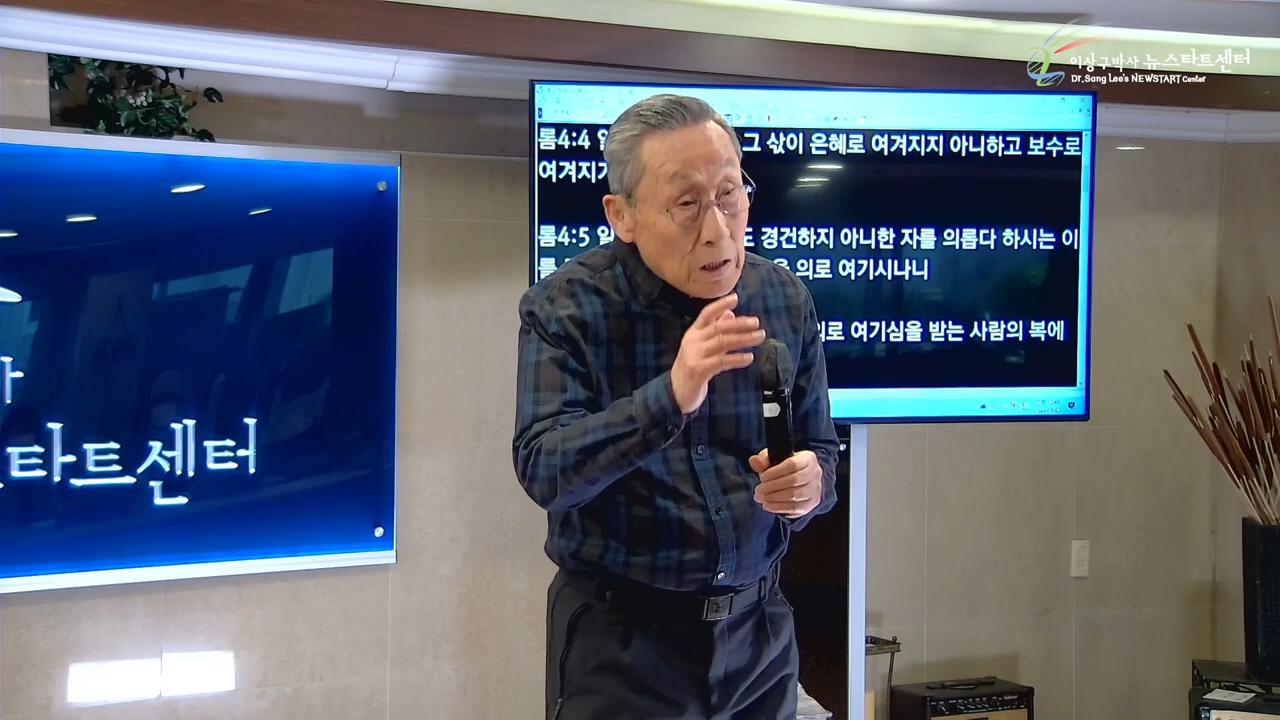 이상구박사 뉴스타트센터
Dr. Sang Lee's NEWSTART Center
롬4:4 일 그 삯이 은혜로 여겨지지 아니하고 보수로
여겨지
롬4:5 일 도 경건하지 아니한 자를 의롭다 하시는 이
를 의로 여기시나니
의로 여기심을 받는 사람의 복에
타트센터